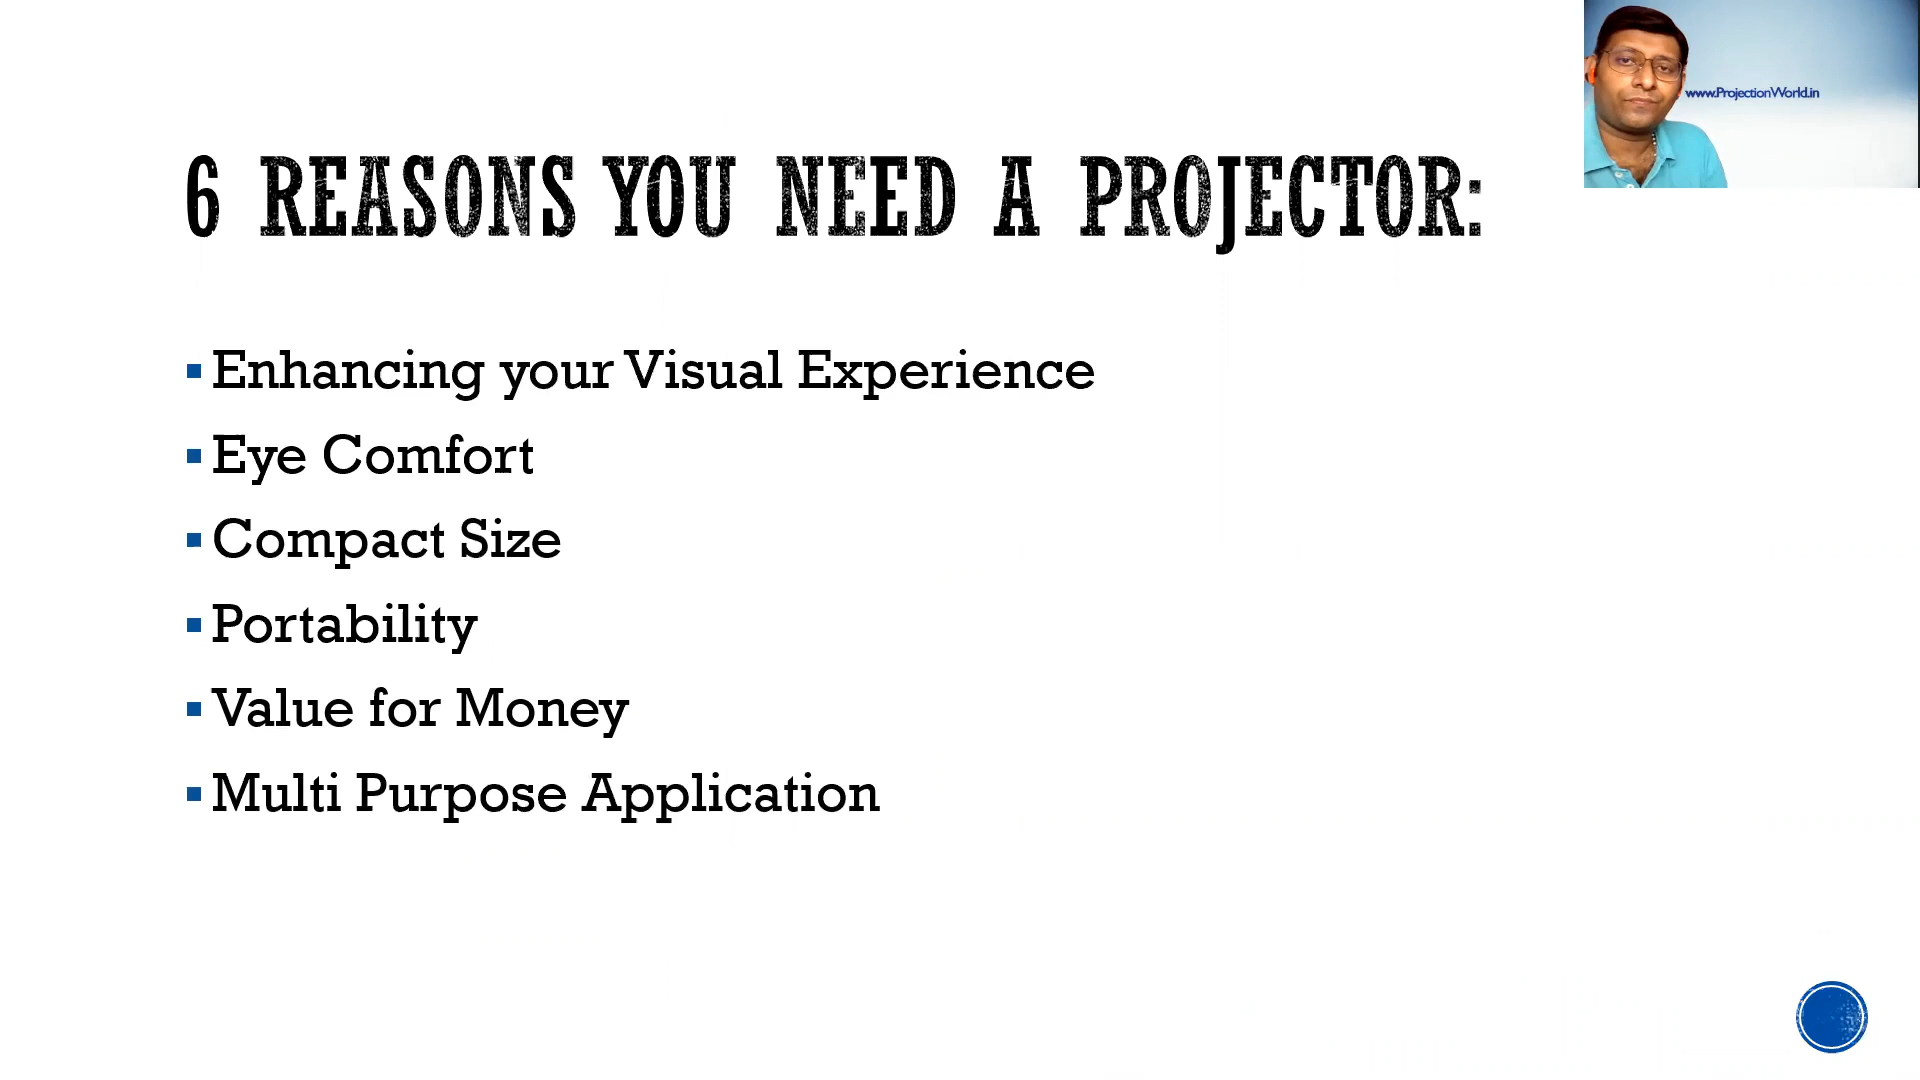 www.ProjectionWorld.in
6 REASONS YOU NEED A PROJECTOR:
Enhancing your Visual Experience
Eye Comfort
Compact Size
Portability
Value for Money
Multi Purpose Application